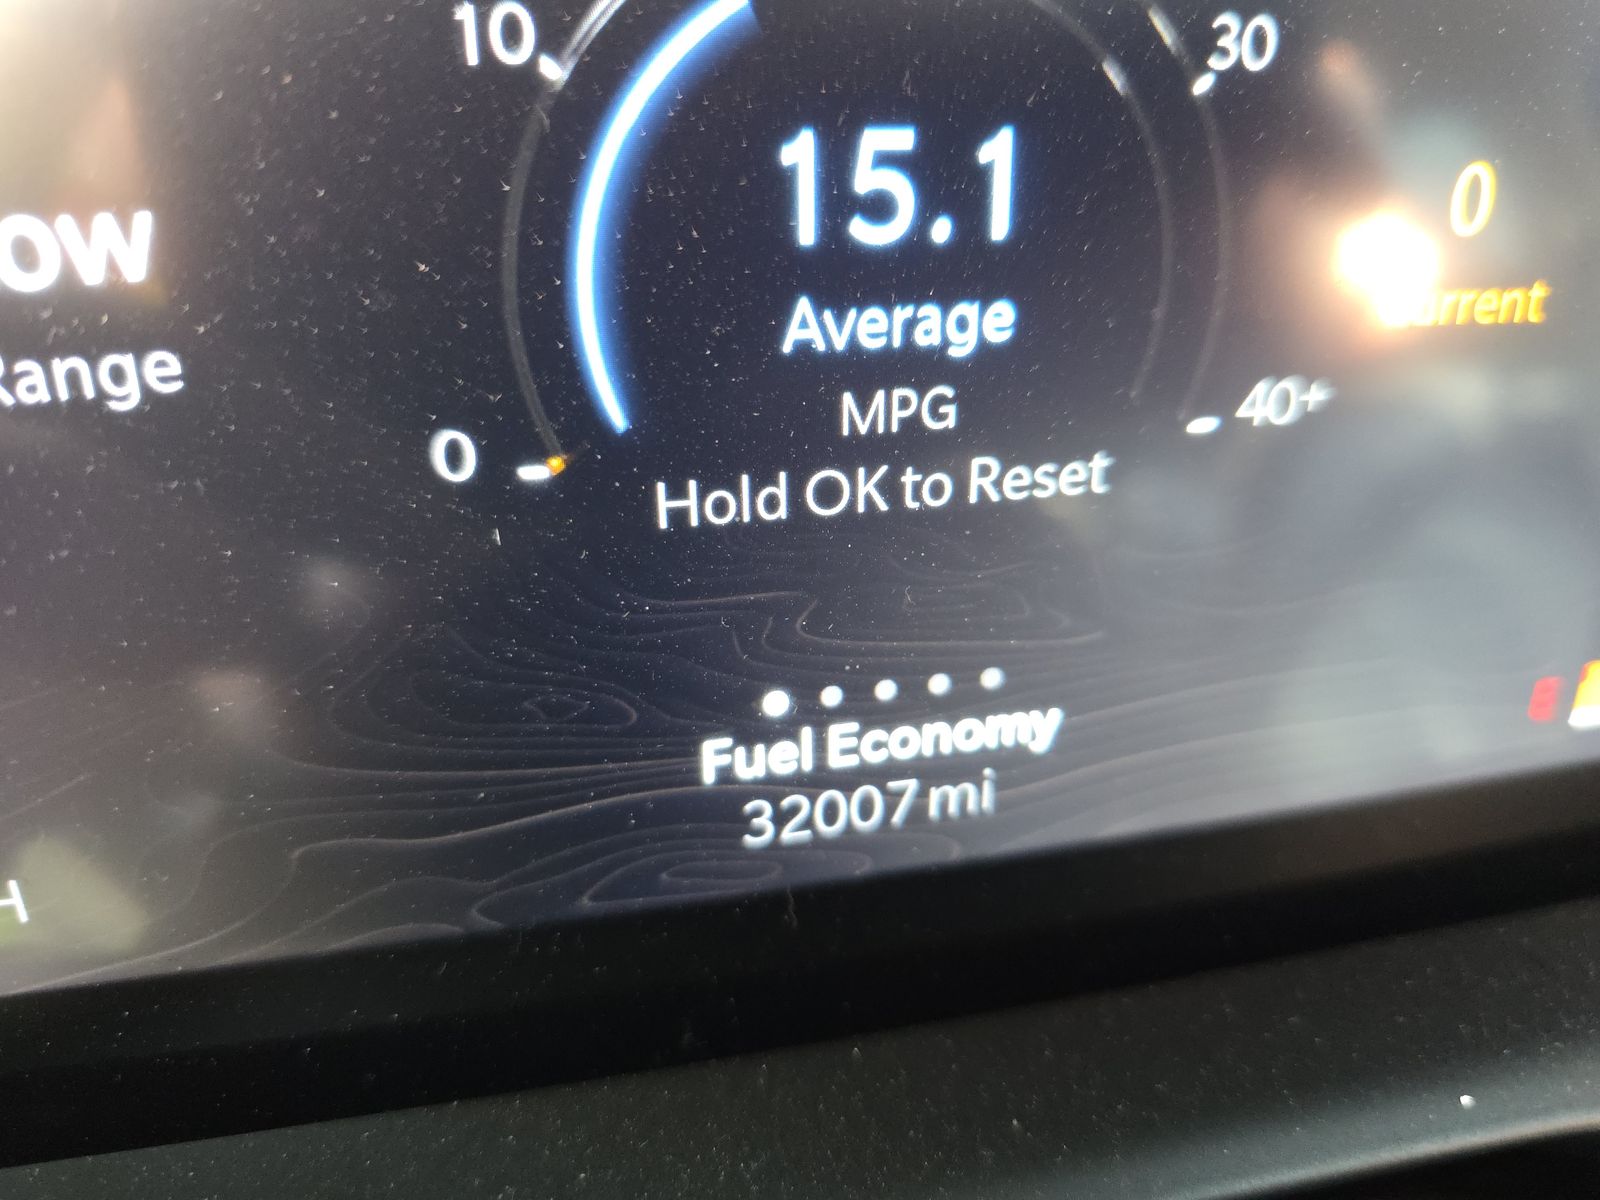 10
30
15.1
0
ow
Average
Range
MPG
0
40+
Hold OK to Reset
Fuel Economy
32007 mi
E
H